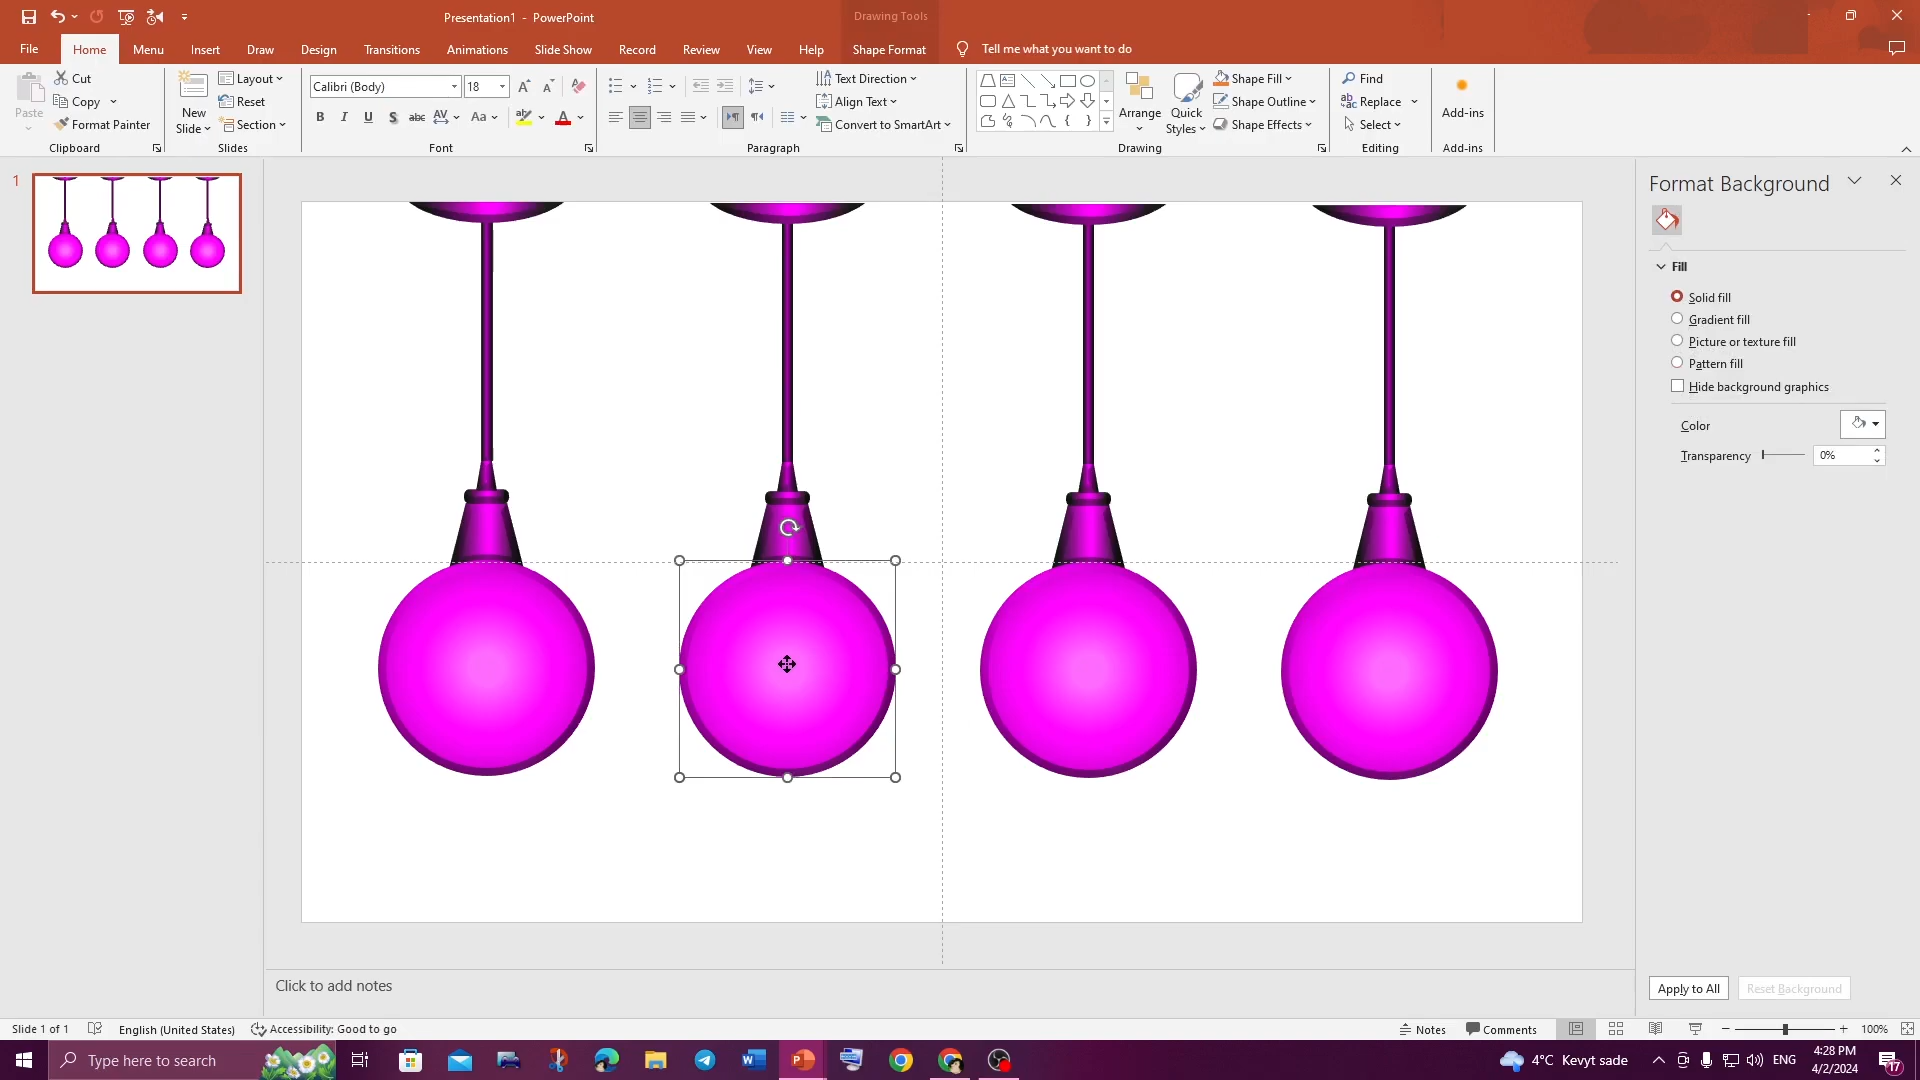 Presentation1 - PowerPoint
Drawing Tools
File Home Menu Insert Draw Design Transitions Animations Slide Show Record Review View Help Shape Format Tell me what you want to do
Paste
Cut
Copy
Format Painter
Clipboard
New Slide
Layout
Reset
Section
Slides
Calibri (Body) 18
B I U S abc AV Aa A
Font
Text Direction
Align Text
Convert to SmartArt
Paragraph
Arrange
Quick Styles
Shape Fill
Shape Outline
Shape Effects
Drawing
Find
Replace
Select
Editing
Add-ins
Add-ins
1
Format Background
Fill
Solid fill
Gradient fill
Picture or texture fill
Pattern fill
Hide background graphics
Color
Transparency 0%
Apply to All Reset Background
Click to add notes
Slide 1 of 1 English (United States) Accessibility: Good to go Notes Comments 100%
Type here to search
4°C Kevyt sade ENG
4:28 PM
4/2/2024
17